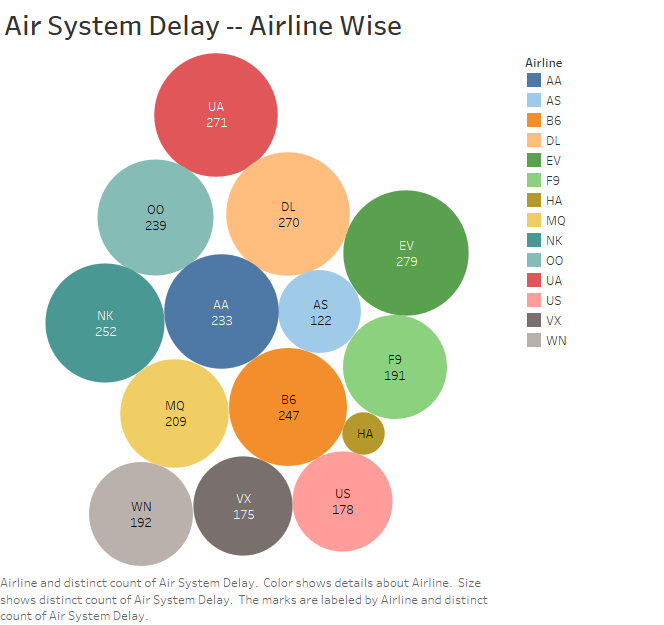 Air System Delay -- Airline Wise
Airline
AA
AS
B6
DL
EV
F9
HA
MQ
NK
OO
UA
US
VX
WN
UA
271
OO
239
DL
270
EV
279
NK
252
AA
233
AS
122
F9
191
MQ
209
B6
247
HA
WN
192
VX
175
US
178
Airline and distinct count of Air System Delay.  Color shows details about Airline.  Size
shows distinct count of Air System Delay.  The marks are labeled by Airline and distinct
count of Air System Delay.